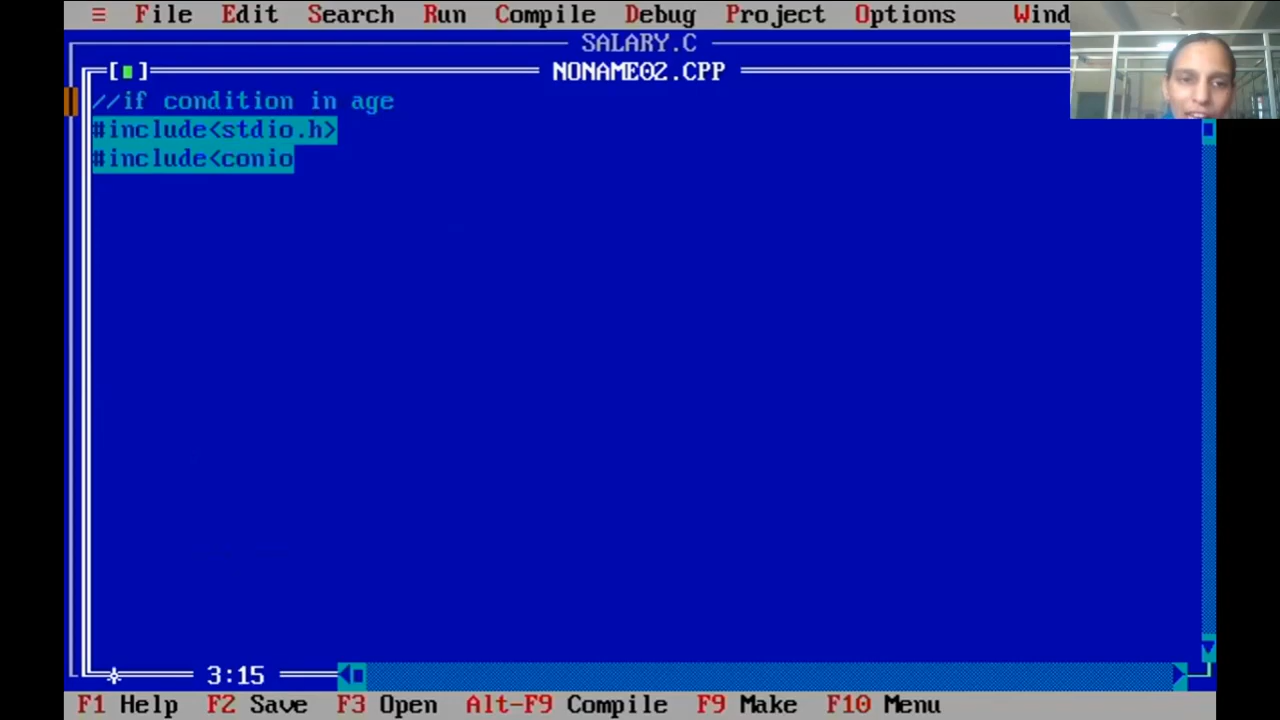 ≡ File Edit Search Run Compile Debug Project Options Wind
SALARY.C
[■] NONAME02.CPP
//if condition in age
#include<stdio.h>
#include<conio
3:15
F1 Help F2 Save F3 Open Alt-F9 Compile F9 Make F10 Menu